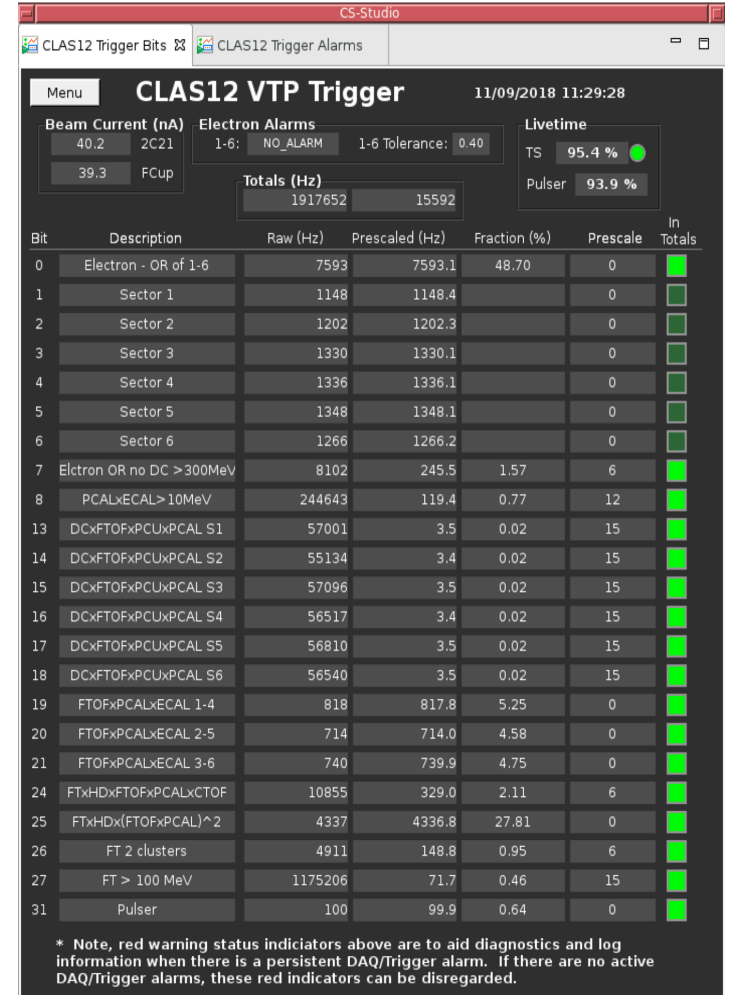 CS-Studio
CLAS12 Trigger Bits CLAS12 Trigger Alarms
Menu CLAS12 VTP Trigger 11/09/2018 11:29:28
Beam Current (nA) Electron Alarms Livetime
40.2 2C21 1-6: NO_ALARM 1-6 Tolerance: 0.40 TS 95.4 %
39.3 FCup Totals (Hz) Pulser 93.9 %
1917652 15592
Bit Description Raw (Hz) Prescaled (Hz) Fraction (%) Prescale In Totals
0 Electron - OR of 1-6 7593 7593.1 48.70 0
1 Sector 1 1148 1148.4 0
2 Sector 2 1202 1202.3 0
3 Sector 3 1330 1330.1 0
4 Sector 4 1336 1336.1 0
5 Sector 5 1348 1348.1 0
6 Sector 6 1266 1266.2 0
7 Elctron OR no DC >300MeV 8102 245.5 1.57 6
8 PCALxECAL>10MeV 244643 119.4 0.77 12
13 DCxFTOFxPCUxPCAL S1 57001 3.5 0.02 15
14 DCxFTOFxPCUxPCAL S2 55134 3.4 0.02 15
15 DCxFTOFxPCUxPCAL S3 57096 3.5 0.02 15
16 DCxFTOFxPCUxPCAL S4 56517 3.4 0.02 15
17 DCxFTOFxPCUxPCAL S5 56810 3.5 0.02 15
18 DCxFTOFxPCUxPCAL S6 56540 3.5 0.02 15
19 FTOFxPCALxECAL 1-4 818 817.8 5.25 0
20 FTOFxPCALxECAL 2-5 714 714.0 4.58 0
21 FTOFxPCALxECAL 3-6 740 739.9 4.75 0
24 FTxHDxFTOFxPCALxCTOF 10855 329.0 2.11 6
25 FTxHDx(FTOFxPCAL)^2 4337 4336.8 27.81 0
26 FT 2 clusters 4911 148.8 0.95 6
27 FT > 100 MeV 1175206 71.7 0.46 15
31 Pulser 100 99.9 0.64 0
* Note, red warning status indiciators above are to aid diagnostics and log
information when there is a persistent DAQ/Trigger alarm. If there are no active
DAQ/Trigger alarms, these red indicators can be disregarded.